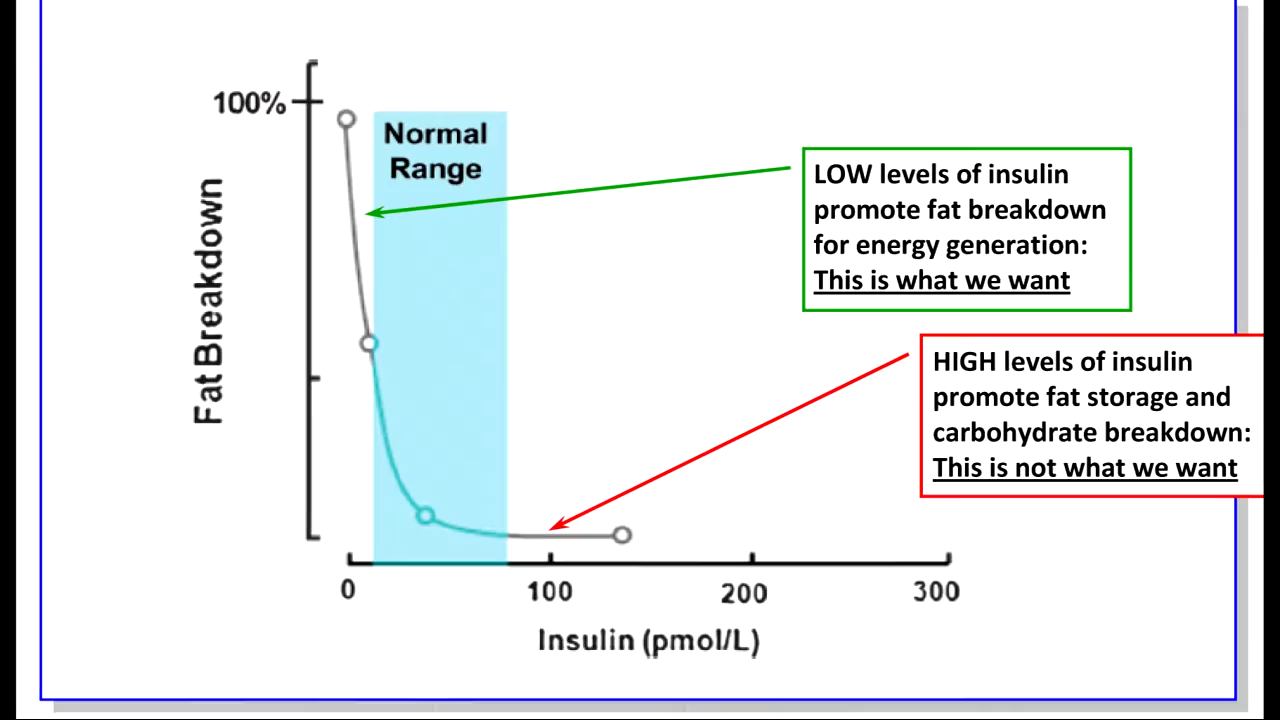 100%
Normal
Range
Fat Breakdown
LOW levels of insulin
promote fat breakdown
for energy generation:
This is what we want
HIGH levels of insulin
promote fat storage and
carbohydrate breakdown:
This is not what we want
0 100 200 300
Insulin (pmol/L)